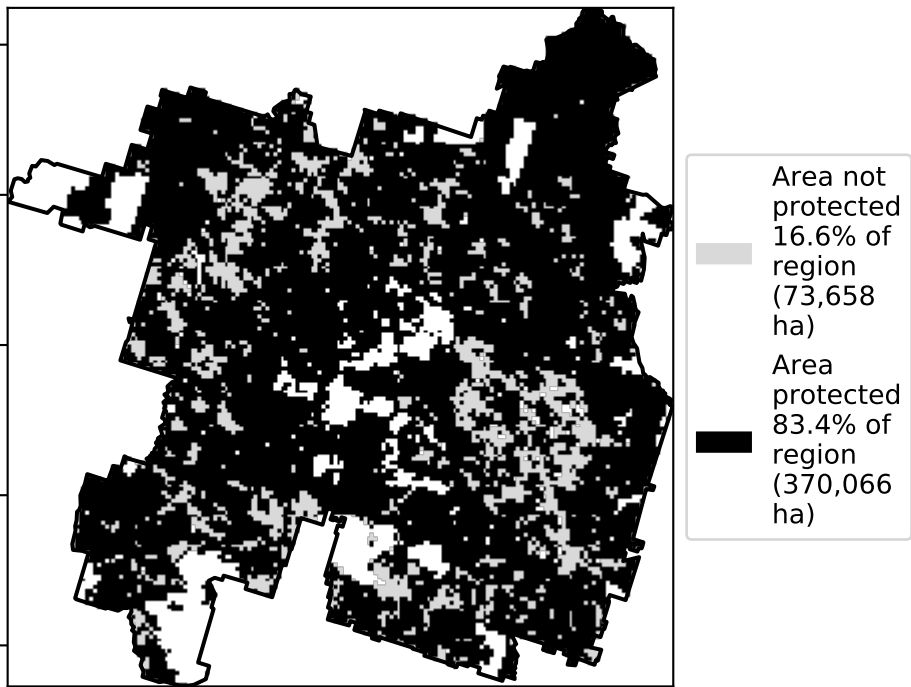 Area not
protected
16.6% of
region
(73,658
ha)
Area
protected
83.4% of
region
(370,066
ha)